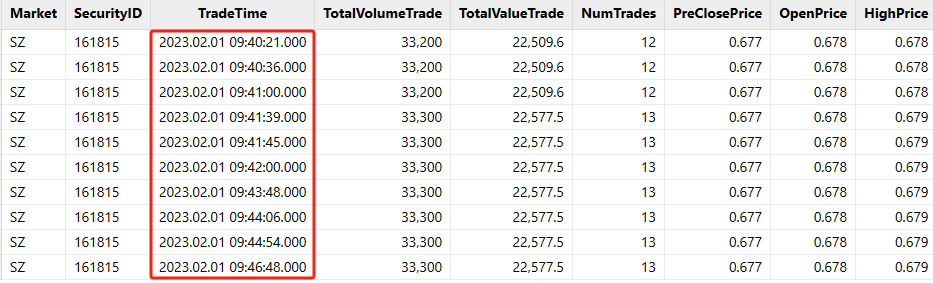 Market SecurityID TradeTime TotalVolumeTrade TotalValueTrade NumTrades PreClosePrice OpenPrice HighPrice
SZ 161815 2023.02.01 09:40:21.000 33,200 22,509.6 12 0.677 0.678 0.678
SZ 161815 2023.02.01 09:40:36.000 33,200 22,509.6 12 0.677 0.678 0.678
SZ 161815 2023.02.01 09:41:00.000 33,200 22,509.6 12 0.677 0.678 0.678
SZ 161815 2023.02.01 09:41:39.000 33,300 22,577.5 13 0.677 0.678 0.679
SZ 161815 2023.02.01 09:41:45.000 33,300 22,577.5 13 0.677 0.678 0.679
SZ 161815 2023.02.01 09:42:00.000 33,300 22,577.5 13 0.677 0.678 0.679
SZ 161815 2023.02.01 09:43:48.000 33,300 22,577.5 13 0.677 0.678 0.679
SZ 161815 2023.02.01 09:44:06.000 33,300 22,577.5 13 0.677 0.678 0.679
SZ 161815 2023.02.01 09:44:54.000 33,300 22,577.5 13 0.677 0.678 0.679
SZ 161815 2023.02.01 09:46:48.000 33,300 22,577.5 13 0.677 0.678 0.679